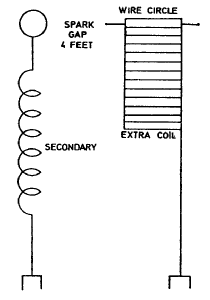 WIRE CIRCLE
SPARK
GAP
4 FEET
EXTRA COIL
SECONDARY